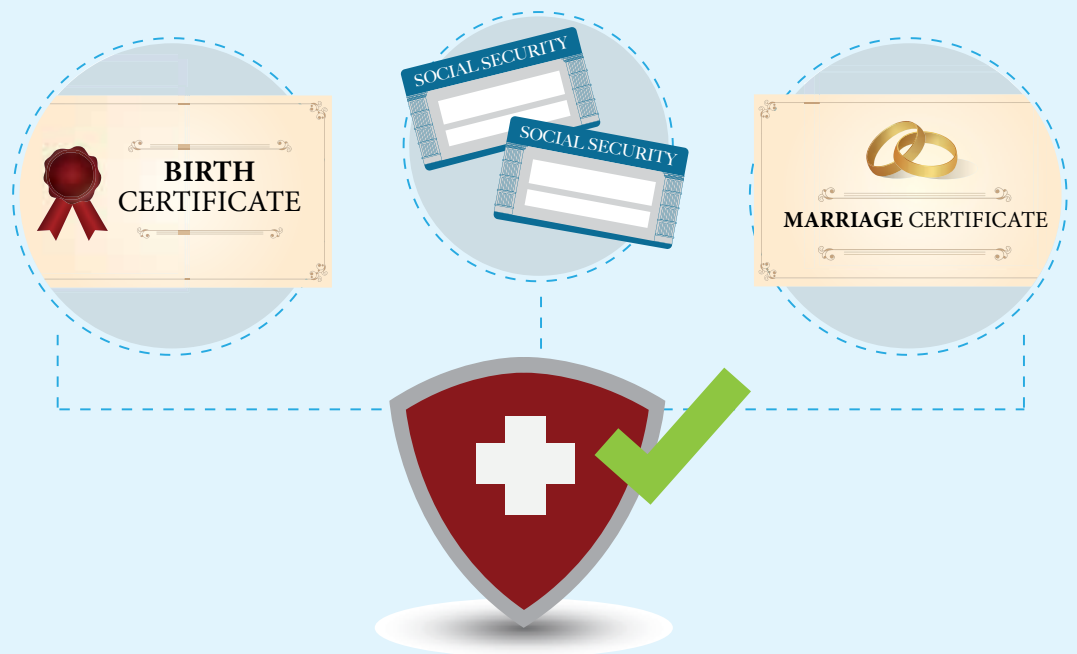 BIRTH
CERTIFICATE
SOCIAL SECURITY
SOCIAL SECURITY
MARRIAGE CERTIFICATE